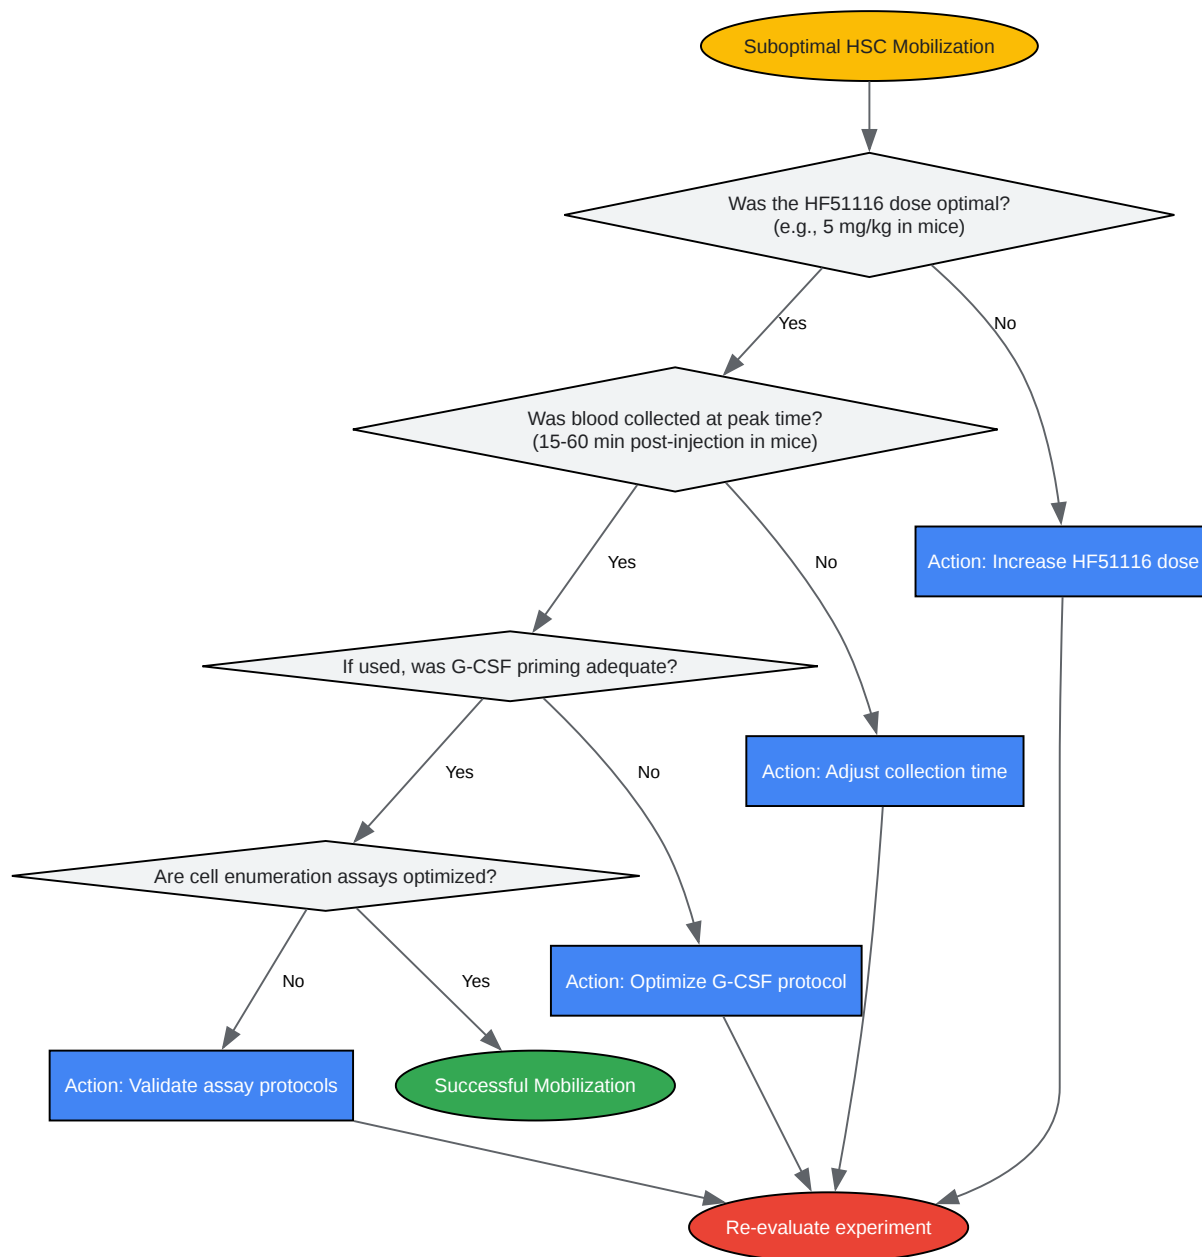 Suboptimal HSC Mobilization
Was the HF51116 dose optimal?
(e.g., 5 mg/kg in mice)
Yes
No
Was blood collected at peak time?
(15-60 min post-injection in mice)
Yes
No
Action: Increase HF51116 dose
If used, was G-CSF priming adequate?
Yes
No
Action: Adjust collection time
Are cell enumeration assays optimized?
No
Yes
Action: Optimize G-CSF protocol
Action: Validate assay protocols
Successful Mobilization
Re-evaluate experiment